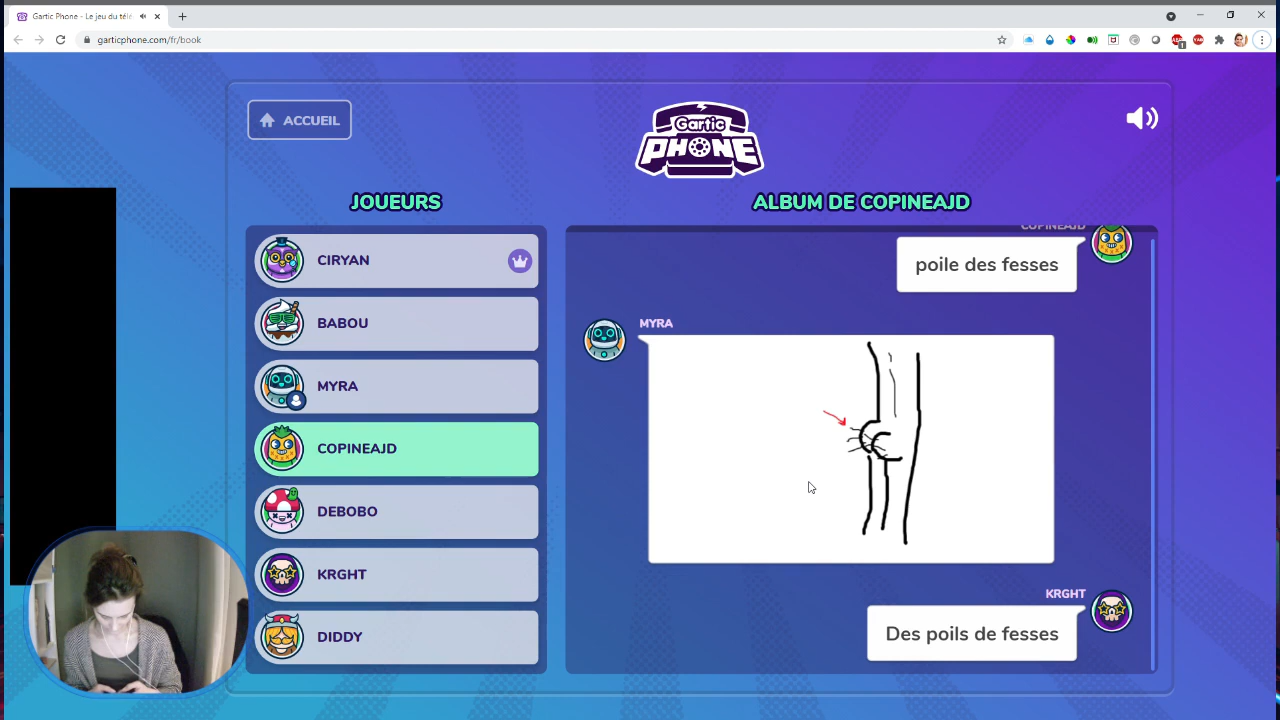 Gartic Phone - Le jeu du télé
garticphone.com/fr/book
ACCUEIL
Gartic
PHONE
JOUEURS
ALBUM DE COPINEAJD
CIRYAN
BABOU
MYRA
COPINEAJD
DEBOBO
KRGHT
DIDDY
COPINEAJD
poile des fesses
MYRA
KRGHT
Des poils de fesses